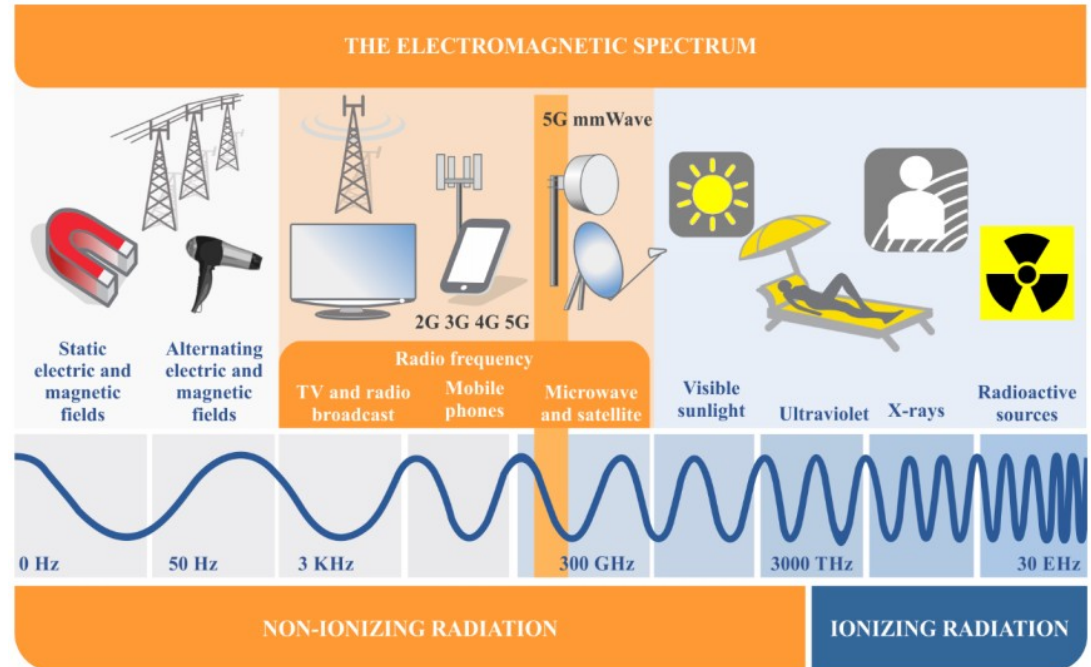 THE ELECTROMAGNETIC SPECTRUM
5G mmWave
2G 3G 4G 5G
Static
electric and
magnetic
fields
Alternating
electric and
magnetic
fields
Radio frequency
TV and radio
broadcast
Mobile
phones
Microwave
and satellite
Visible
sunlight
Ultraviolet
X-rays
Radioactive
sources
0 Hz
50 Hz
3 KHz
300 GHz
3000 THz
30 EHz
NON-IONIZING RADIATION
IONIZING RADIATION